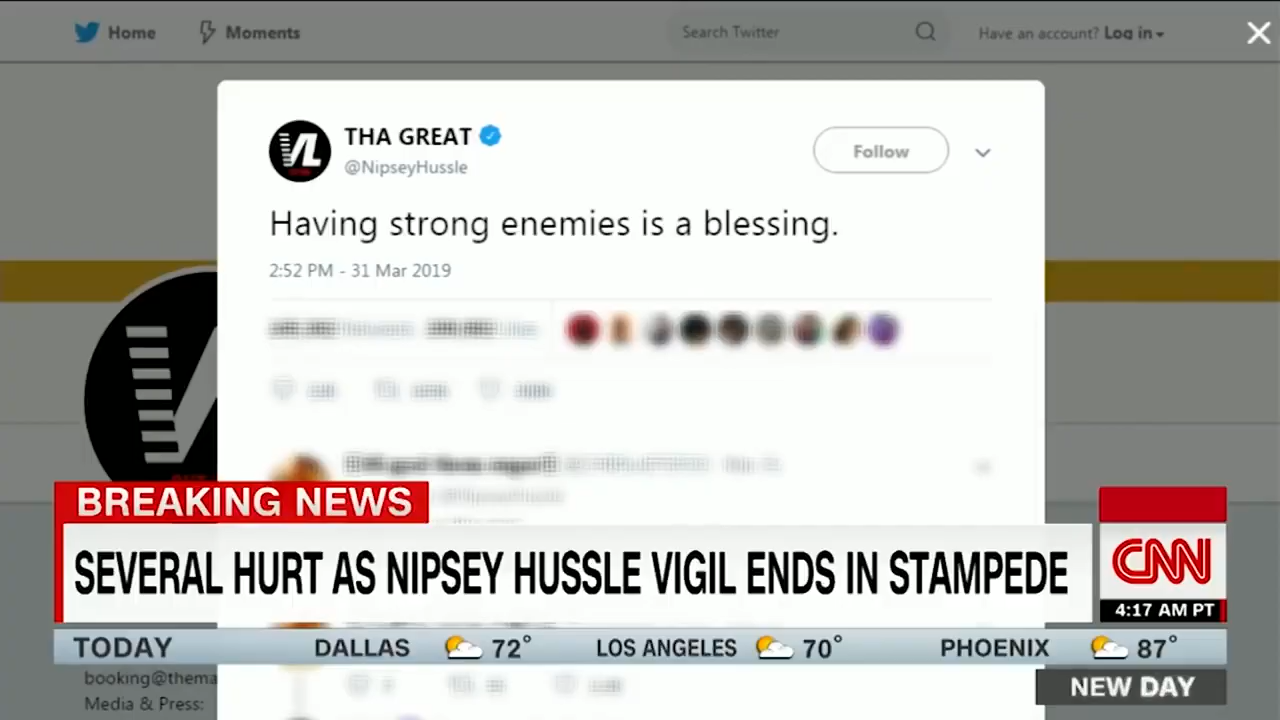 Home
Moments
Search Twitter
Have an account? Log in
THA GREAT
@NipseyHussle
Follow
Having strong enemies is a blessing.
2:52 PM - 31 Mar 2019
BREAKING NEWS
SEVERAL HURT AS NIPSEY HUSSLE VIGIL ENDS IN STAMPEDE
CNN
4:17 AM PT
TODAY DALLAS 72° LOS ANGELES 70° PHOENIX 87°
booking@thema
Media & Press:
NEW DAY